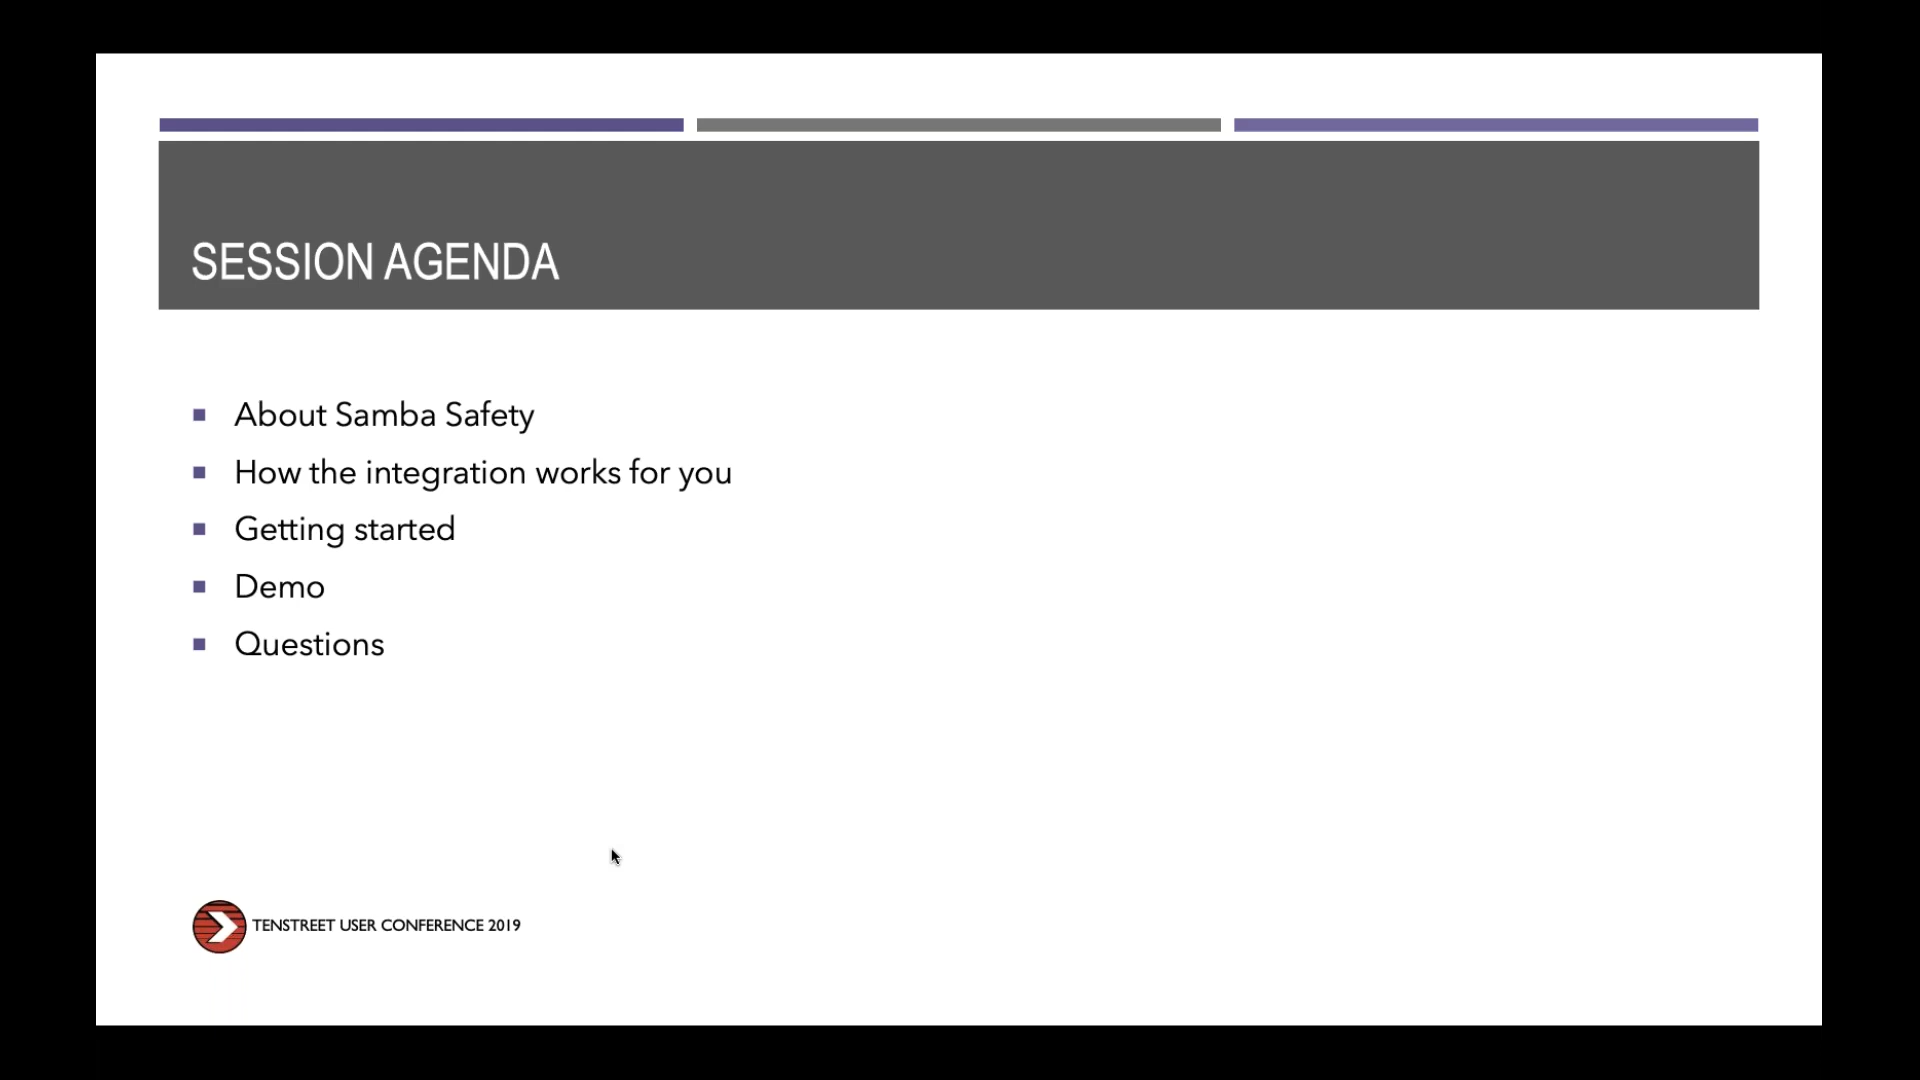 SESSION AGENDA
About Samba Safety
How the integration works for you
Getting started
Demo
Questions
TENSTREET USER CONFERENCE 2019